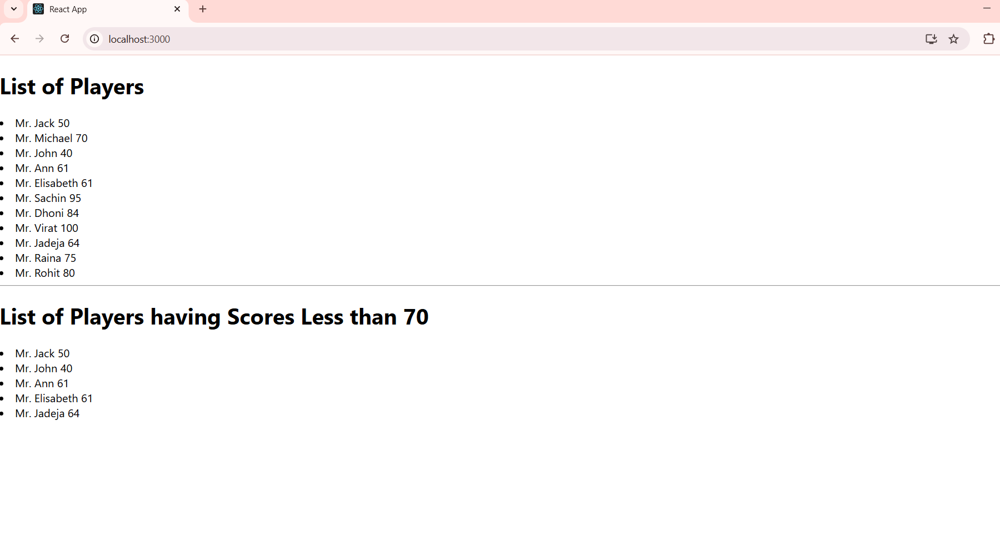 React App
localhost:3000
List of Players
Mr. Jack 50
Mr. Michael 70
Mr. John 40
Mr. Ann 61
Mr. Elisabeth 61
Mr. Sachin 95
Mr. Dhoni 84
Mr. Virat 100
Mr. Jadeja 64
Mr. Raina 75
Mr. Rohit 80
List of Players having Scores Less than 70
Mr. Jack 50
Mr. John 40
Mr. Ann 61
Mr. Elisabeth 61
Mr. Jadeja 64